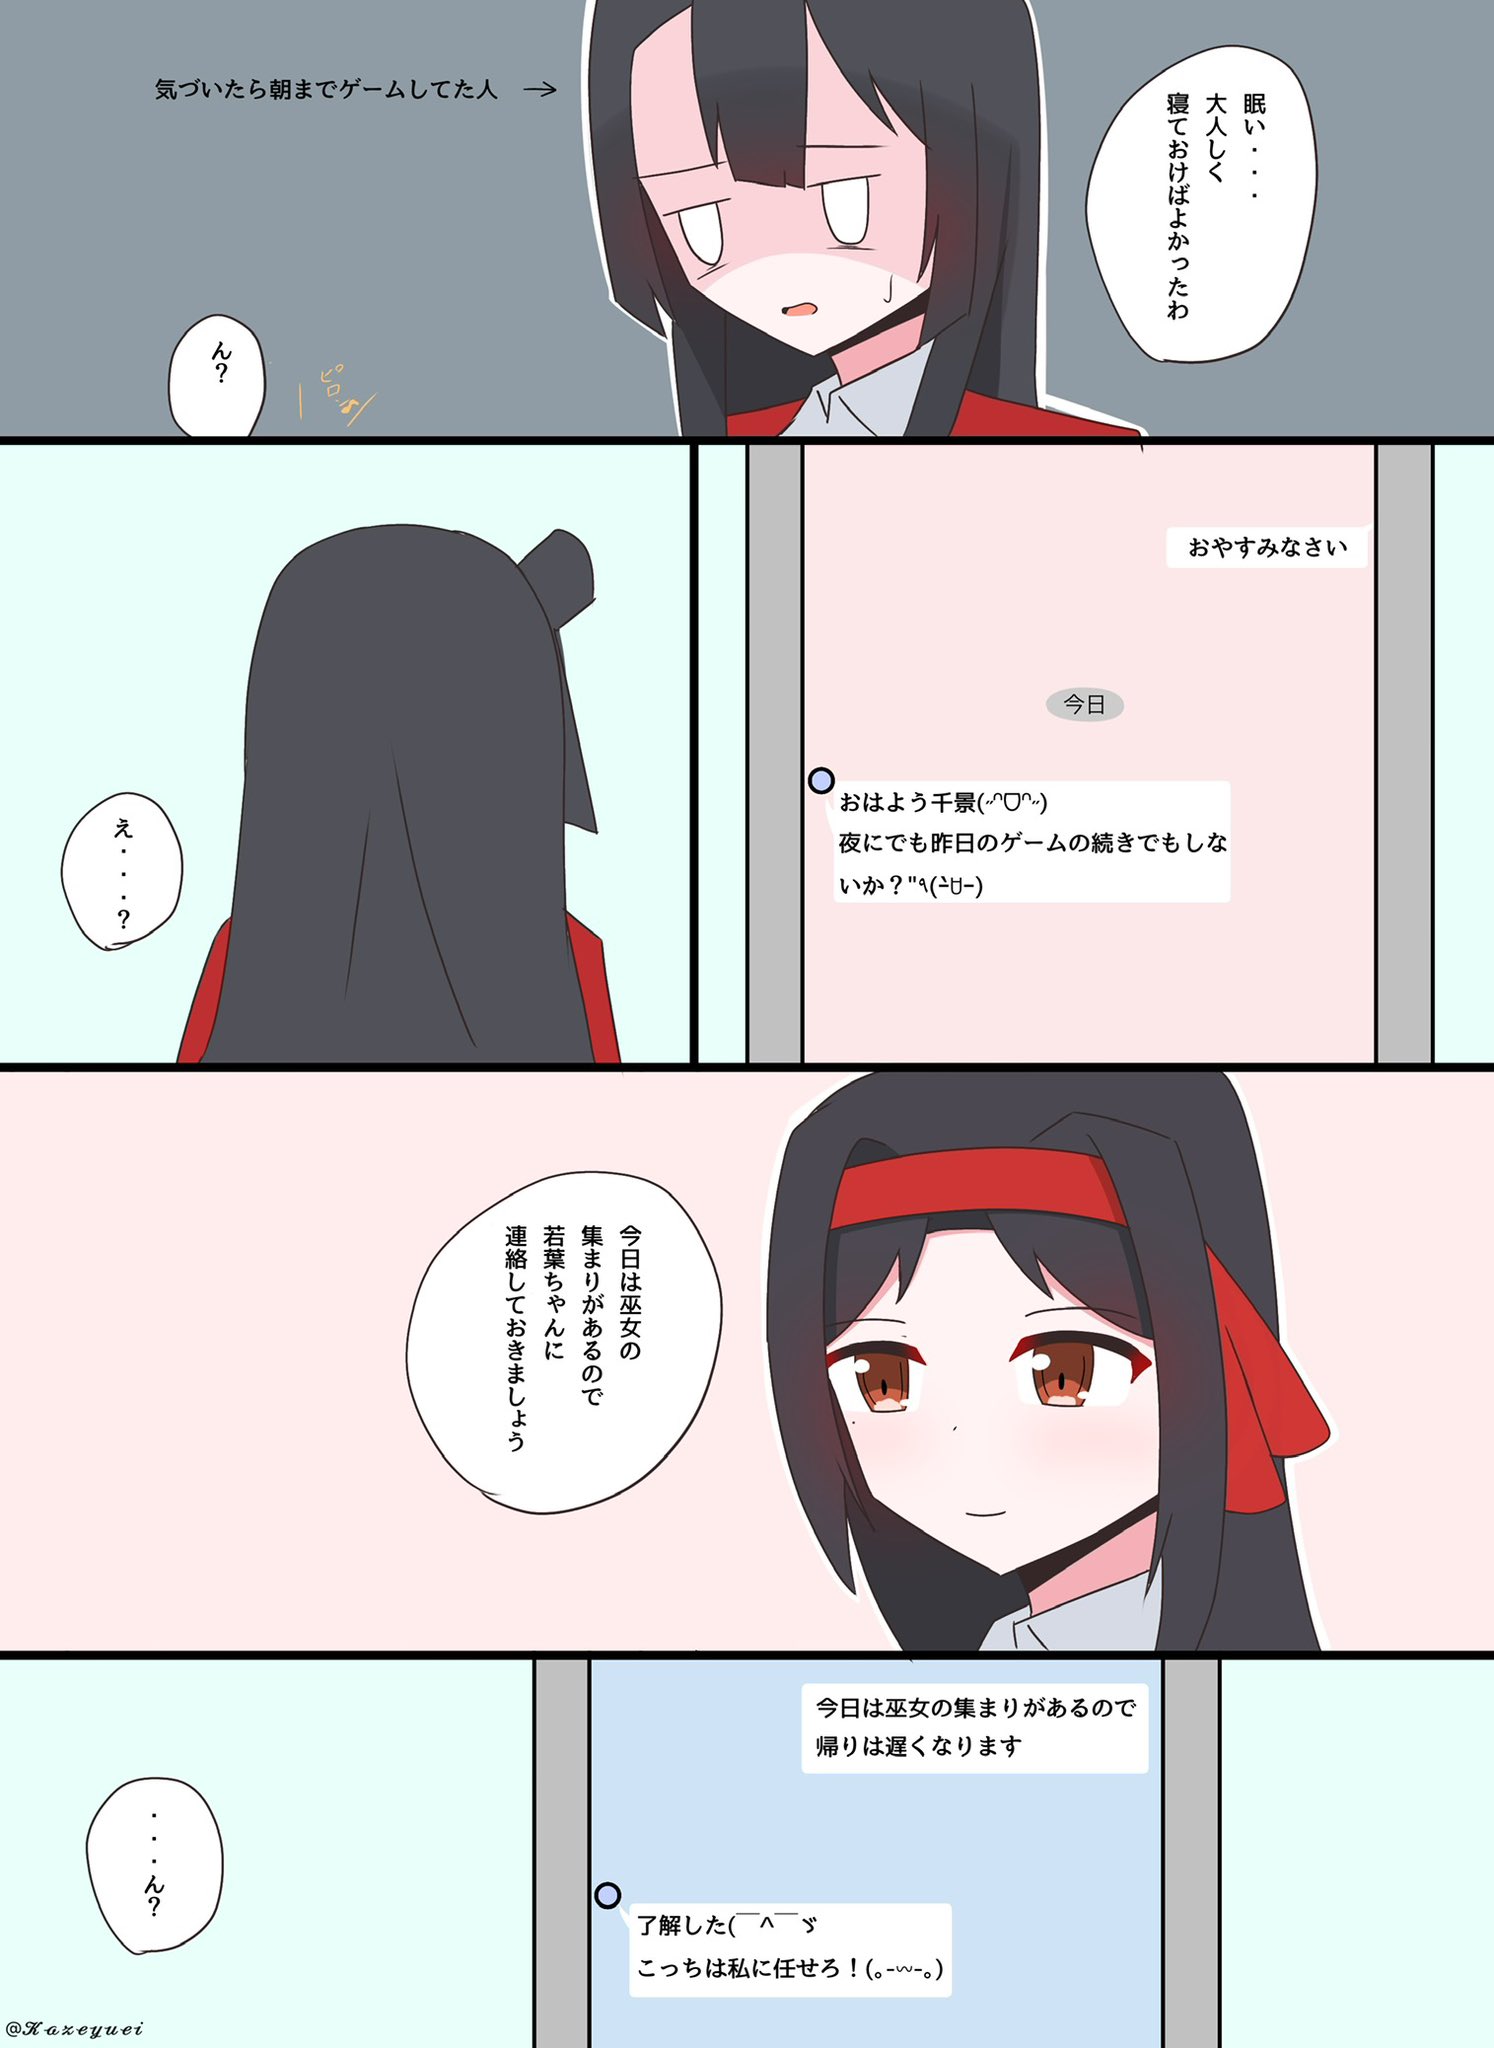 眠い・・・
大人しく
寝ておけばよかったわ
気づいたら朝までゲームしてた人 →
ピローン♪
ん?
おやすみなさい
今日
おはよう千景(˶ᐢᗜᐢ˶)
夜にでも昨日のゲームの続きでもしな
いか？"٩(ｰ̀ꇴｰ)
え・・・?
今日は巫女の
集まりがあるので
若葉ちゃんに
連絡しておきましょう
今日は巫女の集まりがあるので
帰りは遅くなります
了解した(￣^￣ゞ
こっちは私に任せろ！(｡-﹏-｡)
・・・ん?
@Kazeyuei